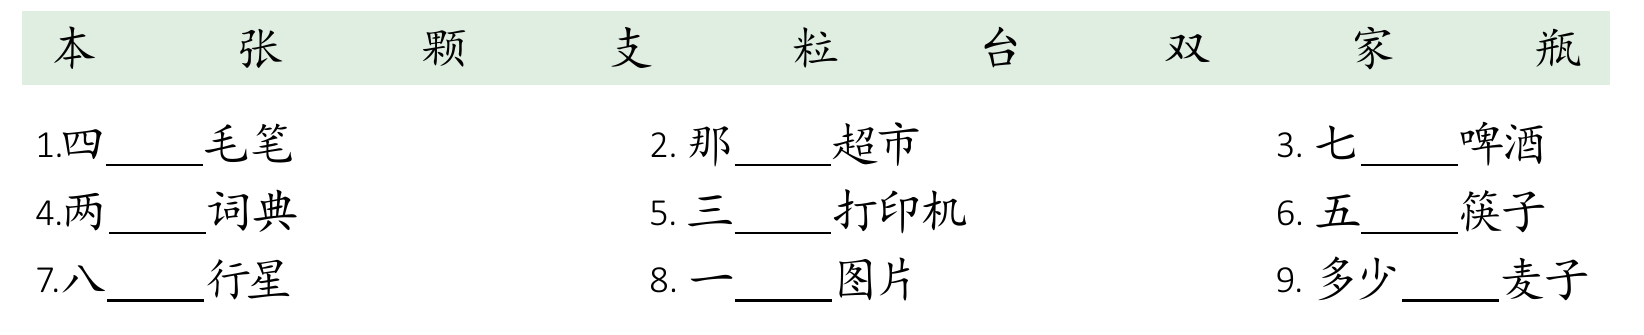 本 张 颗 支 粒 台 双 家 瓶
1.四_____毛笔 2. 那_____超市 3. 七_____啤酒
4.两_____词典 5. 三_____打印机 6. 五_____筷子
7.八_____行星 8. 一_____图片 9. 多少_____麦子